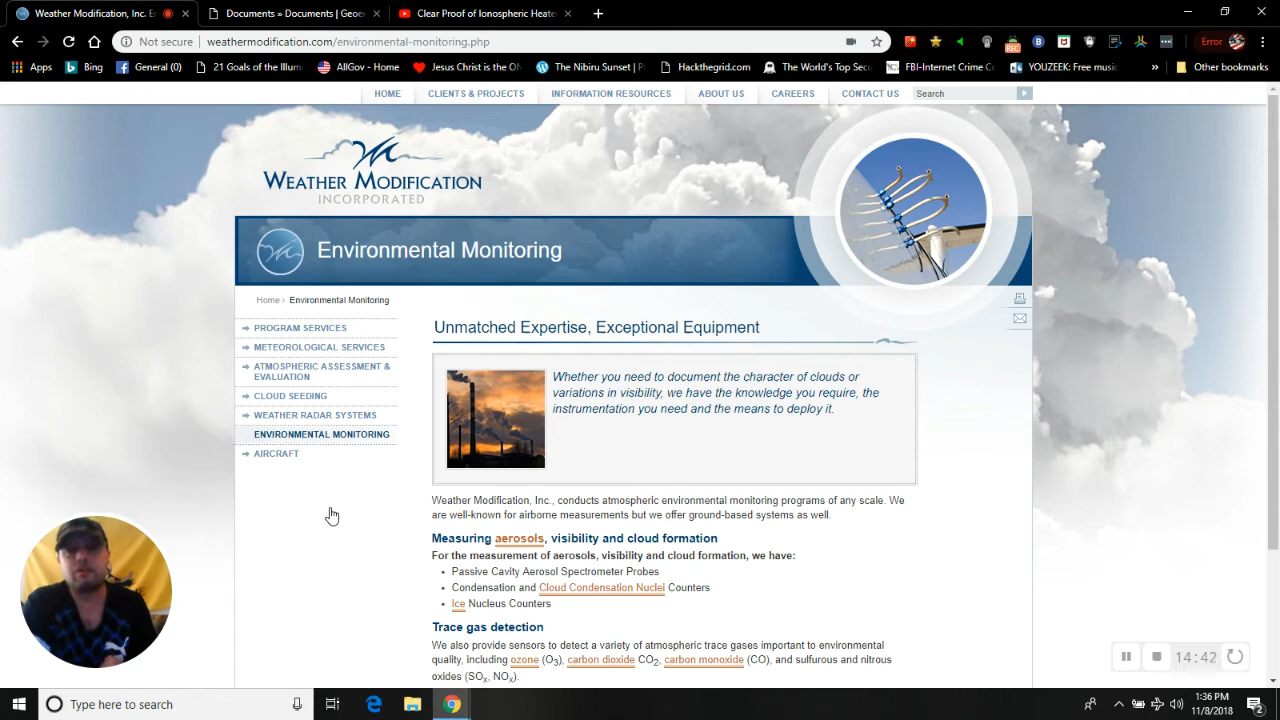 Weather Modification, Inc. En
Documents » Documents | Geoen
Clear Proof of Ionospheric Heate
Not secure | weathermodification.com/environmental-monitoring.php
REC
Error
Apps
Bing
General (0)
21 Goals of the Illumi
AllGov - Home
Jesus Christ is the ON
The Nibiru Sunset | P
Hackthegrid.com
The World's Top Secu
FBI-Internet Crime Co
YOUZEEK: Free music
»
Other bookmarks
HOME
CLIENTS & PROJECTS
INFORMATION RESOURCES
ABOUT US
CAREERS
CONTACT US
Search
WEATHER MODIFICATION
INCORPORATED
Environmental Monitoring
Home > Environmental Monitoring
PROGRAM SERVICES
METEOROLOGICAL SERVICES
ATMOSPHERIC ASSESSMENT &
EVALUATION
CLOUD SEEDING
WEATHER RADAR SYSTEMS
ENVIRONMENTAL MONITORING
AIRCRAFT
Unmatched Expertise, Exceptional Equipment
Whether you need to document the character of clouds or
variations in visibility, we have the knowledge you require, the
instrumentation you need and the means to deploy it.
Weather Modification, Inc., conducts atmospheric environmental monitoring programs of any scale. We
are well-known for airborne measurements but we offer ground-based systems as well.
Measuring aerosols, visibility and cloud formation
For the measurement of aerosols, visibility and cloud formation, we have:
• Passive Cavity Aerosol Spectrometer Probes
• Condensation and Cloud Condensation Nuclei Counters
• Ice Nucleus Counters
Trace gas detection
We also provide sensors to detect a variety of atmospheric trace gases important to environmental
quality, including ozone (O3), carbon dioxide CO2, carbon monoxide (CO), and sulfurous and nitrous
oxides (SOx, NOx).
14:42
Type here to search
1:36 PM
11/8/2018
2